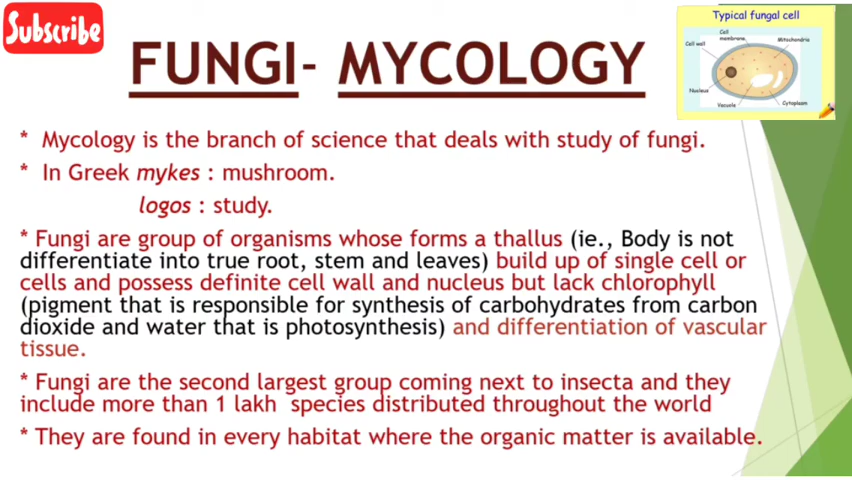 Subscribe
FUNGI- MYCOLOGY
Typical fungal cell
Cell membrane,
Mitochondria
Cell wall
Nucleus
Vacuole
Cytoplasm
* Mycology is the branch of science that deals with study of fungi.
* In Greek mykes : mushroom.
logos : study.
* Fungi are group of organisms whose forms a thallus (ie., Body is not
differentiate into true root, stem and leaves) build up of single cell or
cells and possess definite cell wall and nucleus but lack chlorophyll
(pigment that is responsible for synthesis of carbohydrates from carbon
dioxide and water that is photosynthesis) and differentiation of vascular
tissue.
* Fungi are the second largest group coming next to insecta and they
include more than 1 lakh species distributed throughout the world
* They are found in every habitat where the organic matter is available.